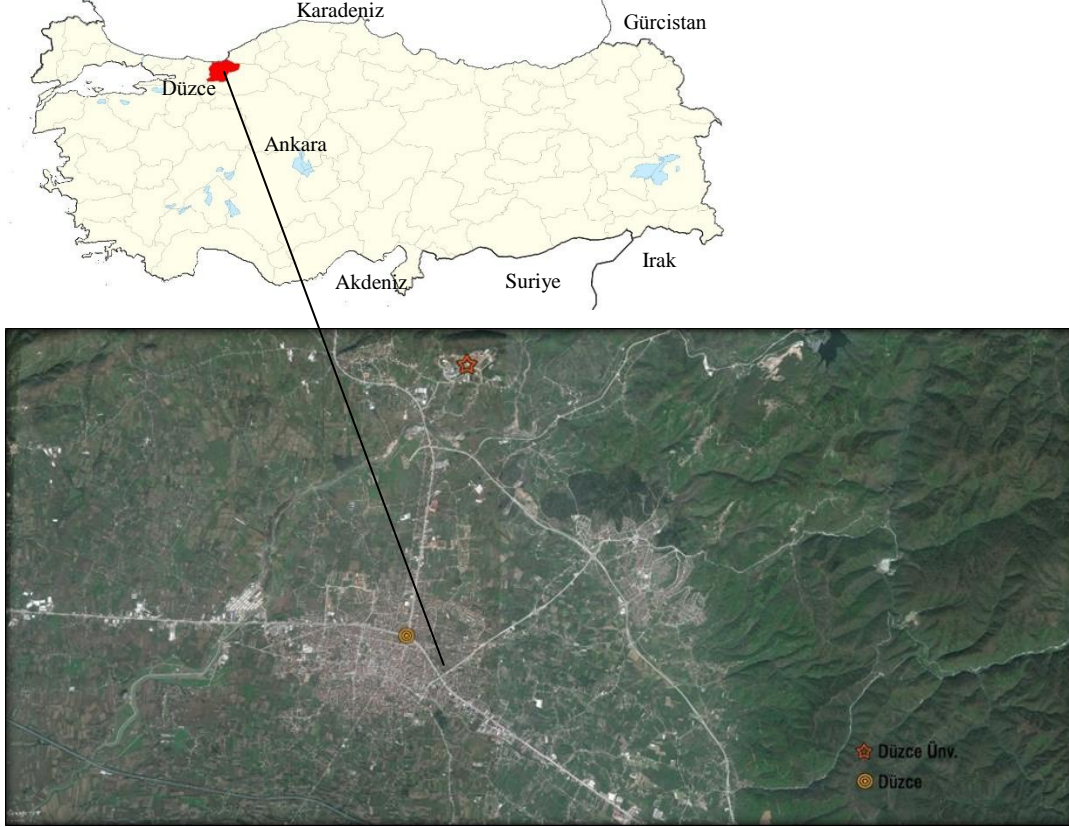 Karadeniz
Gürcistan
Düzce
Ankara
Akdeniz
Suriye
Irak
Düzce Ünv.
Düzce